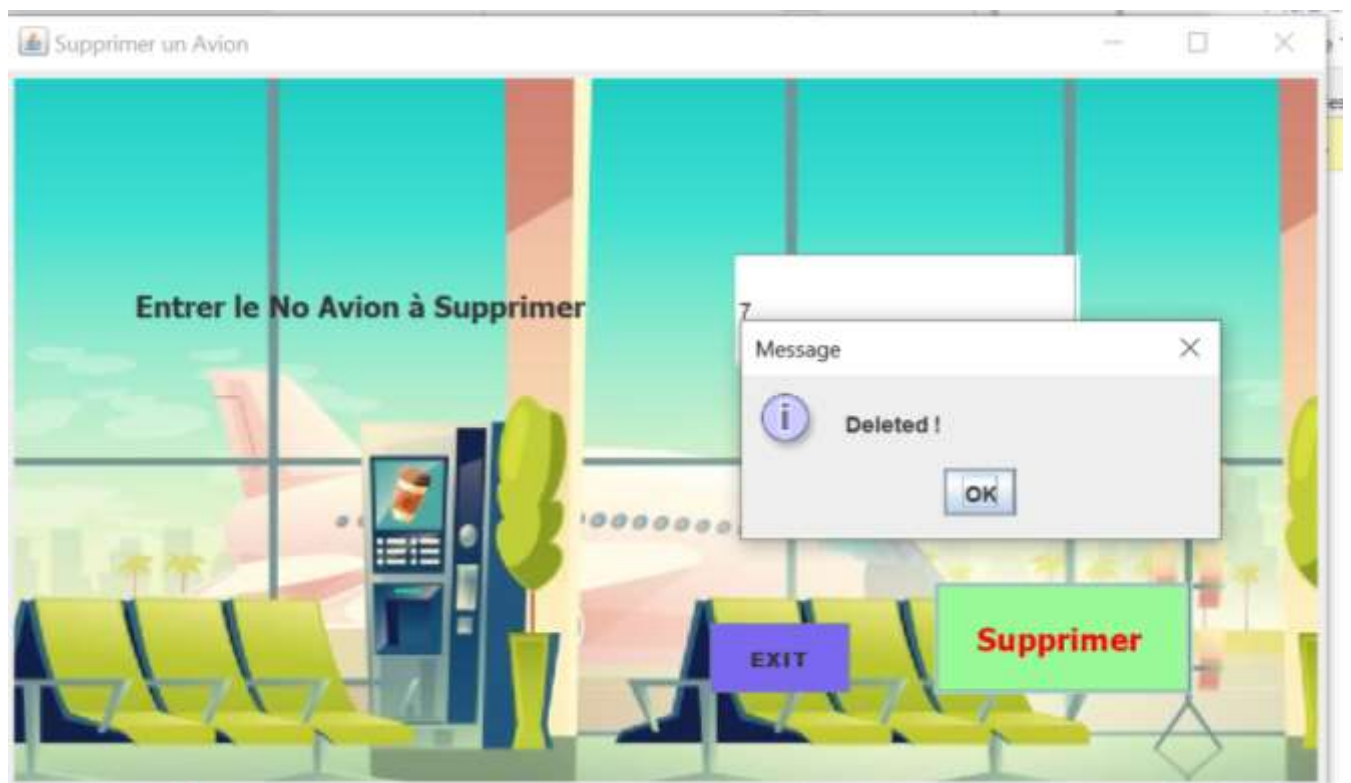 Supprimer un Avion
Entrer le No Avion à Supprimer
7
Message
Deleted !
OK
EXIT
Supprimer